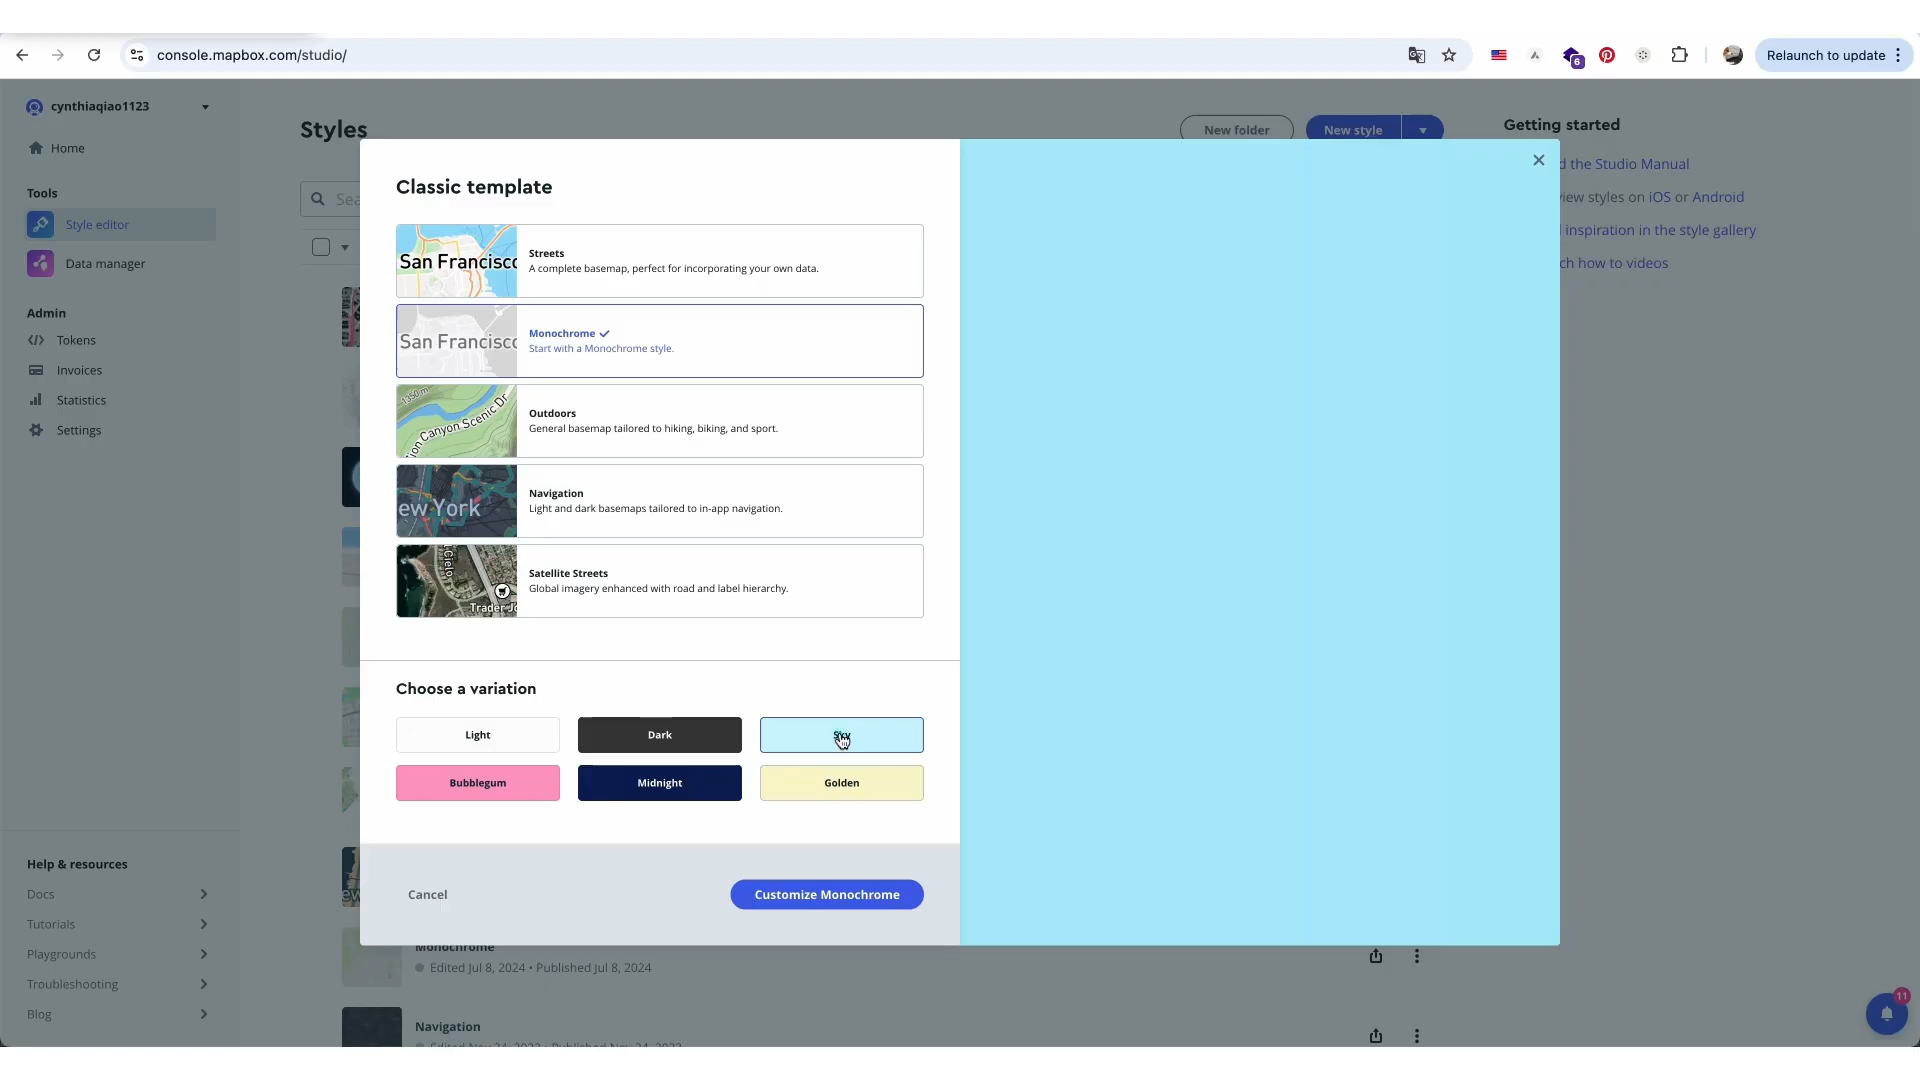 console.mapbox.com/studio/
6
Relaunch to update
cynthiaqiao1123
Home
Tools
Style editor
Data manager
Admin
Tokens
Invoices
Statistics
Settings
Help & resources
Docs
Tutorials
Playgrounds
Troubleshooting
Blog
Styles
New folder
New style
Getting started
d the Studio Manual
iew styles on iOS or Android
inspiration in the style gallery
ch how to videos
Classic template
San Francisco
Streets
A complete basemap, perfect for incorporating your own data.
San Francisco
Monochrome
Start with a Monochrome style.
1350 m
ion Canyon Scenic Dr
Outdoors
General basemap tailored to hiking, biking, and sport.
ew York
Navigation
Light and dark basemaps tailored to in-app navigation.
l Cielo
Trader Jo
Satellite Streets
Global imagery enhanced with road and label hierarchy.
Choose a variation
Light
Dark
Sky
Bubblegum
Midnight
Golden
Cancel
Customize Monochrome
Monochrome
Edited Jul 8, 2024 • Published Jul 8, 2024
Navigation
11